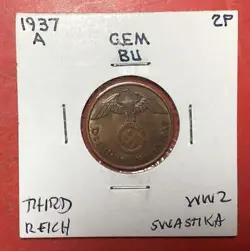 1937 GEM 2P
A BU
THIRD WW2
REICH SWASTIKA